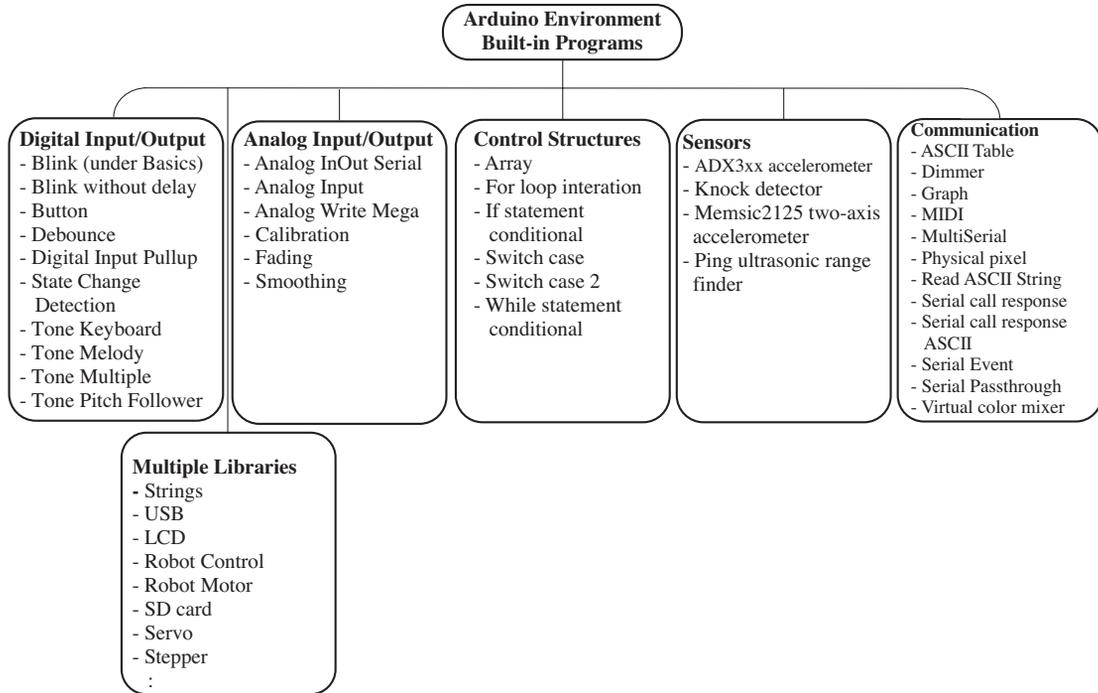 Arduino Environment
Built-in Programs
Digital Input/Output
- Blink (under Basics)
- Blink without delay
- Button
- Debounce
- Digital Input Pullup
- State Change
Detection
- Tone Keyboard
- Tone Melody
- Tone Multiple
- Tone Pitch Follower
Analog Input/Output
- Analog InOut Serial
- Analog Input
- Analog Write Mega
- Calibration
- Fading
- Smoothing
Control Structures
- Array
- For loop interation
- If statement
conditional
- Switch case
- Switch case 2
- While statement
conditional
Sensors
- ADX3xx accelerometer
- Knock detector
- Memsic2125 two-axis
accelerometer
- Ping ultrasonic range
finder
Communication
- ASCII Table
- Dimmer
- Graph
- MIDI
- MultiSerial
- Physical pixel
- Read ASCII String
- Serial call response
- Serial call response
ASCII
- Serial Event
- Serial Passthrough
- Virtual color mixer
Multiple Libraries
- Strings
- USB
- LCD
- Robot Control
- Robot Motor
- SD card
- Servo
- Stepper
: